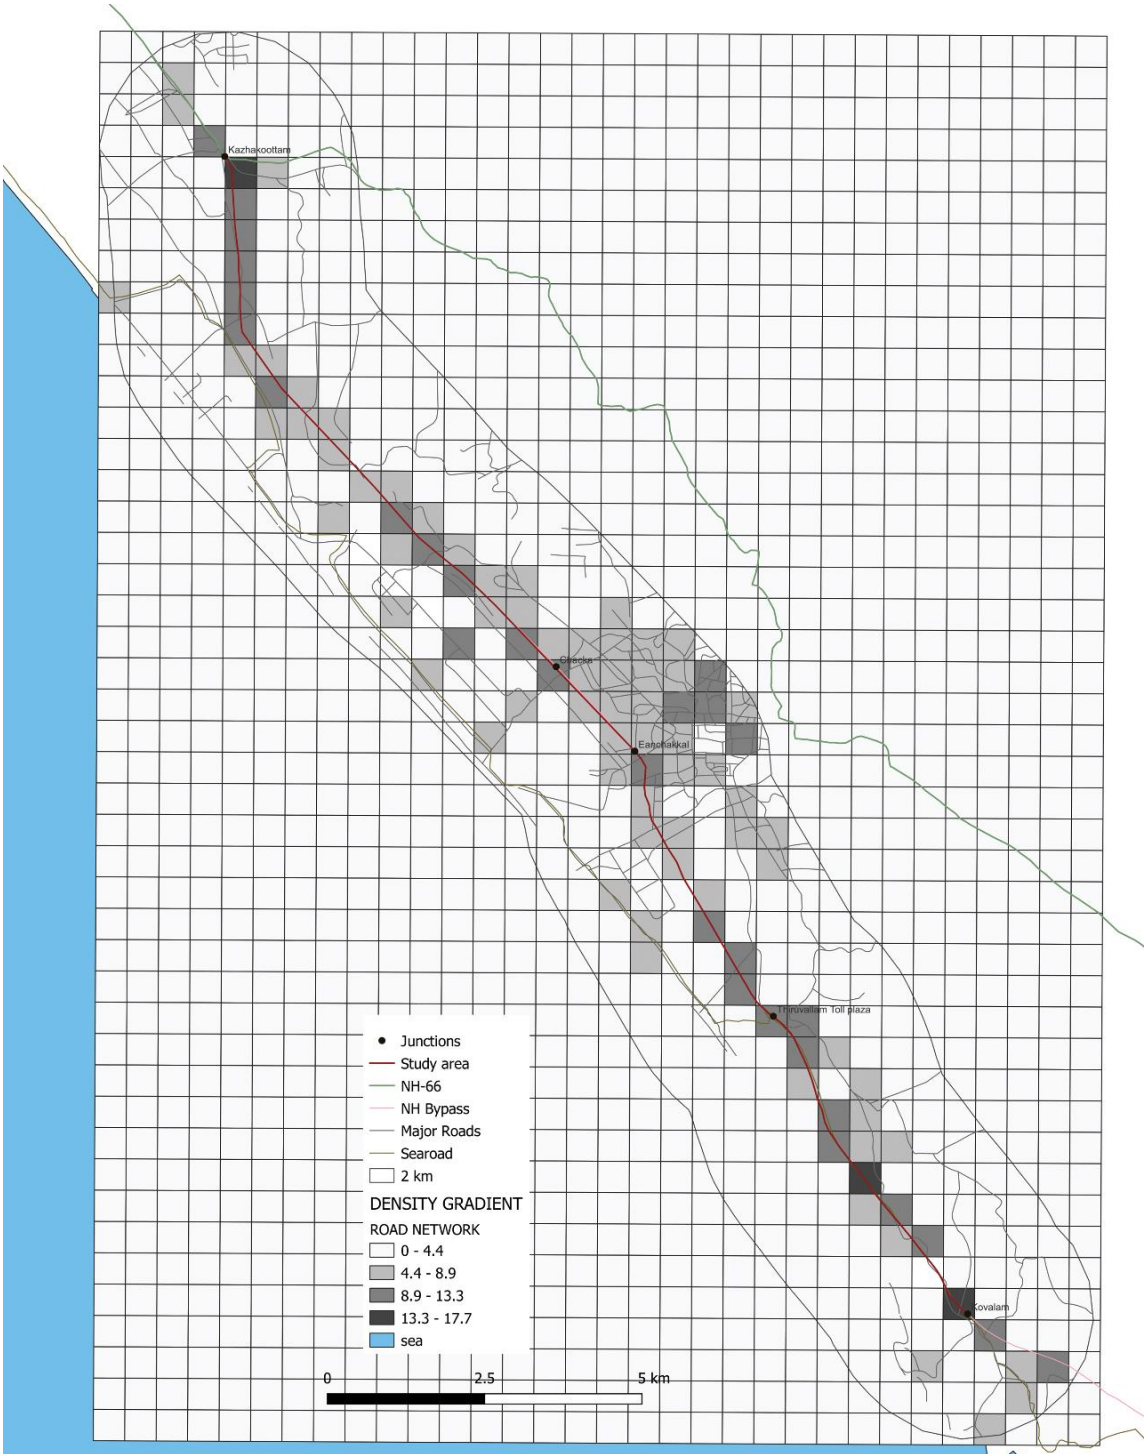 Kazhakoottam
Chacka
Eanchakkal
Thiruvallam Toll plaza
Junctions
Study area
NH-66
NH Bypass
Major Roads
Searoad
2 km
DENSITY GRADIENT
ROAD NETWORK
0 - 4.4
4.4 - 8.9
8.9 - 13.3
13.3 - 17.7
sea
Kovalam
0 2.5 5 km